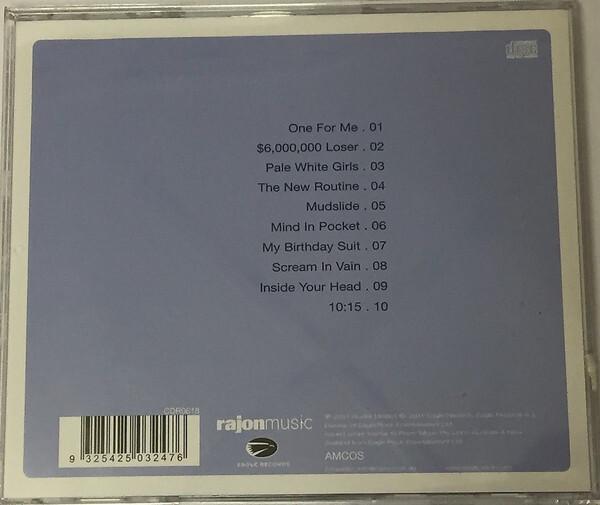 One For Me . 01
$6,000,000 Loser . 02
Pale White Girls . 03
The New Routine . 04
Mudslide . 05
Mind In Pocket . 06
My Birthday Suit . 07
Scream In Vain . 08
Inside Your Head . 09
10:15 . 10
CDR0618
9 325425 032476
rajonmusic
EAGLE RECORDS
AMCOS